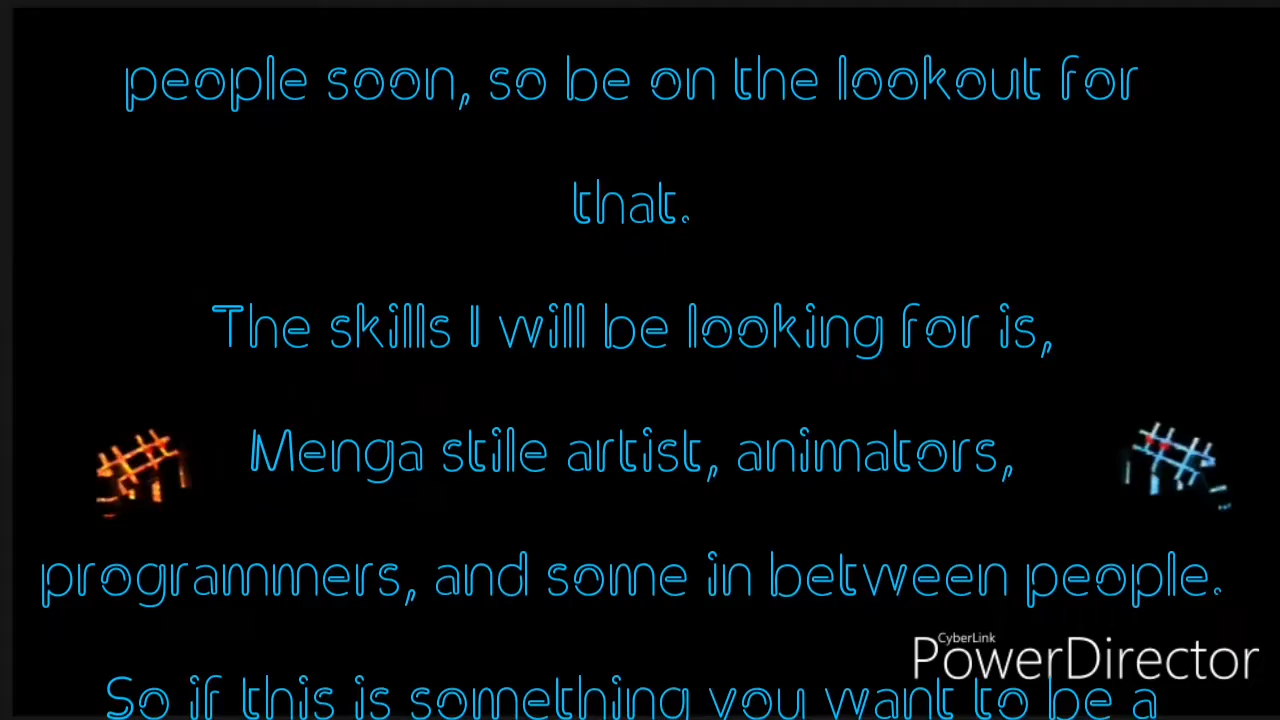 people soon, so be on the lookout for
that.
The skills I will be looking for is,
Menga stile artist, animators,
programmers, and some in between people.
CyberLink
PowerDirector
So if this is something you want to be a